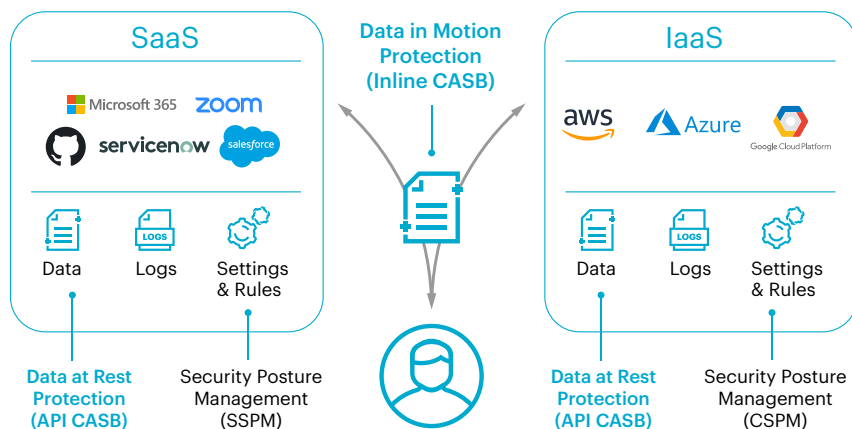 SaaS
Microsoft 365
zoom
servicenow
salesforce
Data
LOGS
Logs
Settings
& Rules
Data at Rest
Protection
(API CASB)
Security Posture
Management
(SSPM)
Data in Motion
Protection
(Inline CASB)
IaaS
aws
Azure
Google Cloud Platform
Data
LOGS
Logs
Settings
& Rules
Data at Rest
Protection
(API CASB)
Security Posture
Management
(CSPM)